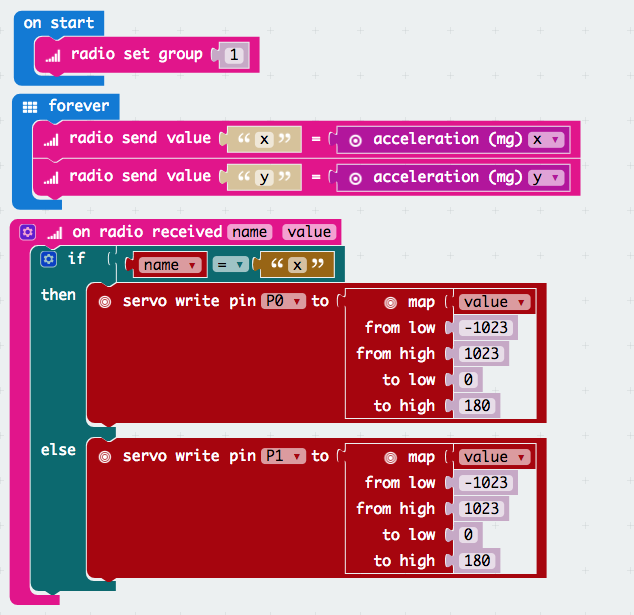 on start
radio set group 1
forever
radio send value “ x ” = acceleration (mg) x
radio send value “ y ” = acceleration (mg) y
on radio received name value
if name = “ x ”
then servo write pin P0 to map value
from low -1023
from high 1023
to low 0
to high 180
else servo write pin P1 to map value
from low -1023
from high 1023
to low 0
to high 180